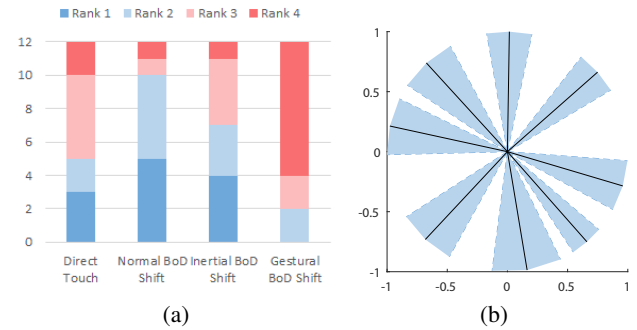 (a)
Rank 1 Rank 2 Rank 3 Rank 4
12
10
8
6
4
2
0
Direct Touch
Normal BoD Shift
Inertial BoD Shift
Gestural BoD Shift
(a)
1
0.5
0
-0.5
-1
-1 -0.5 0 0.5 1
(b)